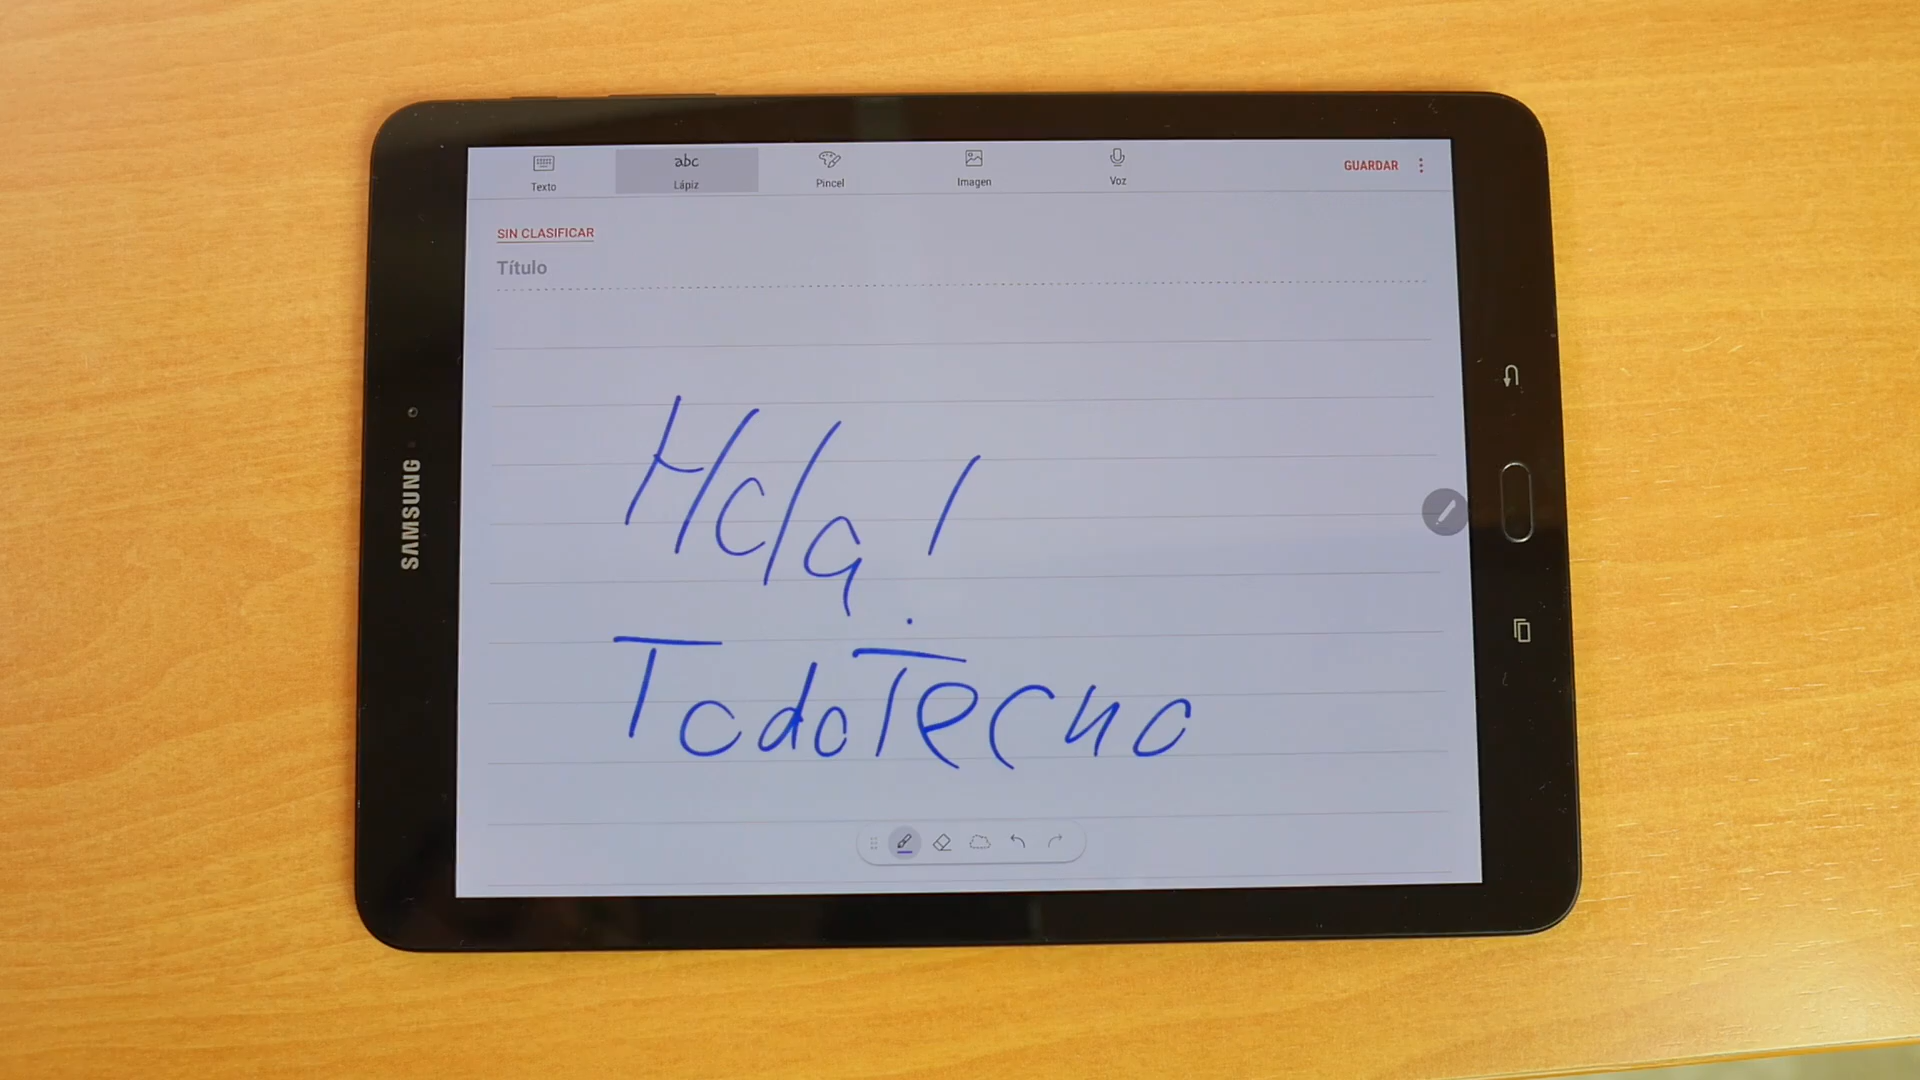 Texto
abc
Lápiz
Pincel
Imagen
Voz
GUARDAR
SIN CLASIFICAR
Título
Hola!
TodoTecno
SAMSUNG